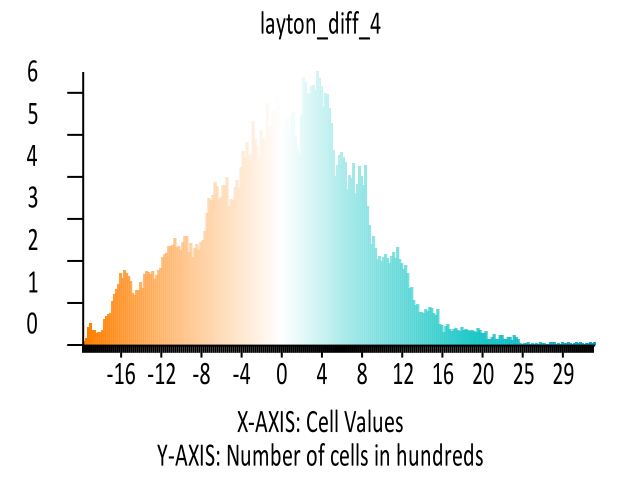 layton_diff_4
6
5
4
3
2
1
0
-16 -12 -8 -4 0 4 8 12 16 20 25 29
X-AXIS: Cell Values
Y-AXIS: Number of cells in hundreds